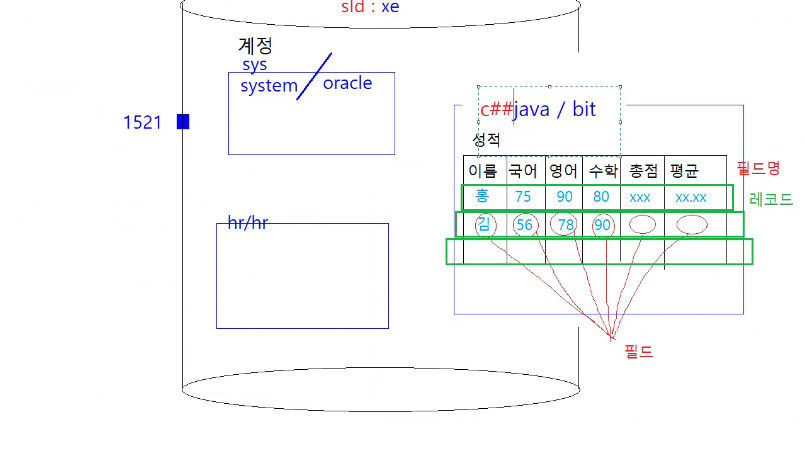 sld : xe
계정
sys
system / oracle
1521
hr/hr
c##java / bit
성적
이름 국어 영어 수학 총점 평균
필드명
홍 75 90 80 xxx xx.xx
레코드
김 56 78 90
필드